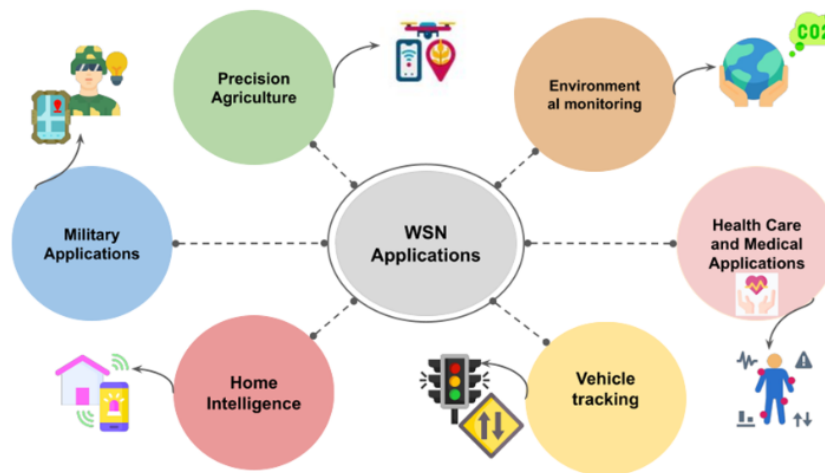 Precision
Agriculture
Environment
al monitoring
CO2
Military
Applications
WSN
Applications
Health Care
and Medical
Applications
Home
Intelligence
Vehicle
tracking